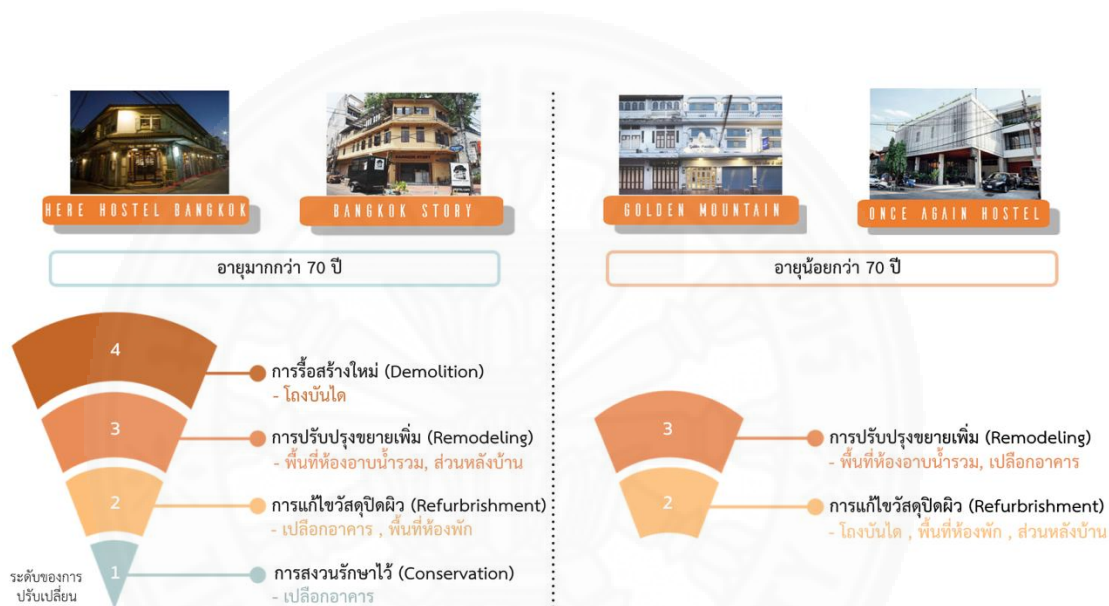 HERE HOSTEL BANGKOK
BANGKOK STORY
GOLDEN MOUNTAIN
ONCE AGAIN HOSTEL
อายุมากกว่า 70 ปี
อายุน้อยกว่า 70 ปี
4
การรื้อสร้างใหม่ (Demolition)
- โถงบันได
3
การปรับปรุงขยายเพิ่ม (Remodeling)
- พื้นที่ห้องอาบน้ำรวม, ส่วนหลังบ้าน
2
การแก้ไขวัสดุปิดผิว (Refurbrishment)
- เปลือกอาคาร , พื้นที่ห้องพัก
1
การสงวนรักษาไว้ (Conservation)
- เปลือกอาคาร
ระดับของการ
ปรับเปลี่ยน
3
การปรับปรุงขยายเพิ่ม (Remodeling)
- พื้นที่ห้องอาบน้ำรวม, เปลือกอาคาร
2
การแก้ไขวัสดุปิดผิว (Refurbrishment)
- โถงบันได , พื้นที่ห้องพัก , ส่วนหลังบ้าน